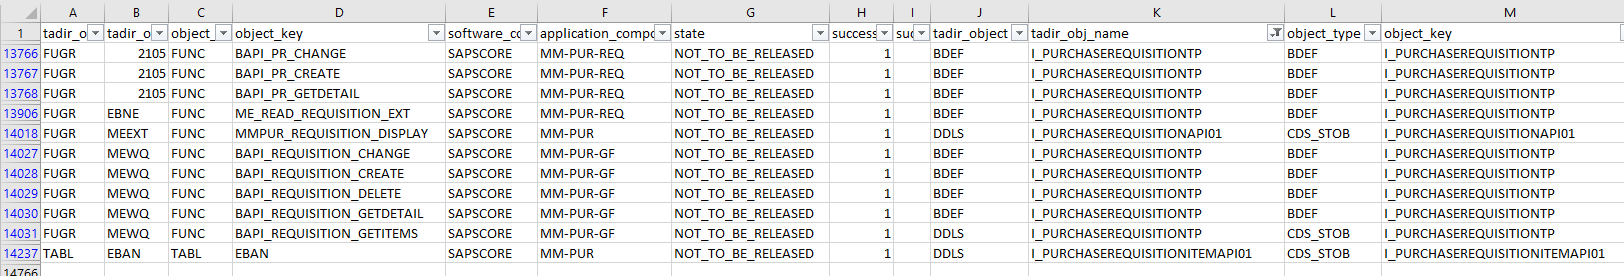 A B C D E F G H I J K L M
1 tadir_o tadir_o object_ object_key software_co application_compo state success suc tadir_object tadir_obj_name object_type object_key
13766 FUGR 2105 FUNC BAPI_PR_CHANGE SAPSCORE MM-PUR-REQ NOT_TO_BE_RELEASED 1 BDEF I_PURCHASEREQUISITIONTP BDEF I_PURCHASEREQUISITIONTP
13767 FUGR 2105 FUNC BAPI_PR_CREATE SAPSCORE MM-PUR-REQ NOT_TO_BE_RELEASED 1 BDEF I_PURCHASEREQUISITIONTP BDEF I_PURCHASEREQUISITIONTP
13768 FUGR 2105 FUNC BAPI_PR_GETDETAIL SAPSCORE MM-PUR-REQ NOT_TO_BE_RELEASED 1 BDEF I_PURCHASEREQUISITIONTP BDEF I_PURCHASEREQUISITIONTP
13906 FUGR EBNE FUNC ME_READ_REQUISITION_EXT SAPSCORE MM-PUR-REQ NOT_TO_BE_RELEASED 1 BDEF I_PURCHASEREQUISITIONTP BDEF I_PURCHASEREQUISITIONTP
14018 FUGR MEEXT FUNC MMPUR_REQUISITION_DISPLAY SAPSCORE MM-PUR NOT_TO_BE_RELEASED 1 DDLS I_PURCHASEREQUISITIONAPI01 CDS_STOB I_PURCHASEREQUISITIONAPI01
14027 FUGR MEWQ FUNC BAPI_REQUISITION_CHANGE SAPSCORE MM-PUR-GF NOT_TO_BE_RELEASED 1 BDEF I_PURCHASEREQUISITIONTP BDEF I_PURCHASEREQUISITIONTP
14028 FUGR MEWQ FUNC BAPI_REQUISITION_CREATE SAPSCORE MM-PUR-GF NOT_TO_BE_RELEASED 1 BDEF I_PURCHASEREQUISITIONTP BDEF I_PURCHASEREQUISITIONTP
14029 FUGR MEWQ FUNC BAPI_REQUISITION_DELETE SAPSCORE MM-PUR-GF NOT_TO_BE_RELEASED 1 BDEF I_PURCHASEREQUISITIONTP BDEF I_PURCHASEREQUISITIONTP
14030 FUGR MEWQ FUNC BAPI_REQUISITION_GETDETAIL SAPSCORE MM-PUR-GF NOT_TO_BE_RELEASED 1 BDEF I_PURCHASEREQUISITIONTP BDEF I_PURCHASEREQUISITIONTP
14031 FUGR MEWQ FUNC BAPI_REQUISITION_GETITEMS SAPSCORE MM-PUR-GF NOT_TO_BE_RELEASED 1 DDLS I_PURCHASEREQUISITIONTP CDS_STOB I_PURCHASEREQUISITIONTP
14237 TABL EBAN TABL EBAN SAPSCORE MM-PUR NOT_TO_BE_RELEASED 1 DDLS I_PURCHASEREQUISITIONITEMAPI01 CDS_STOB I_PURCHASEREQUISITIONITEMAPI01
14766